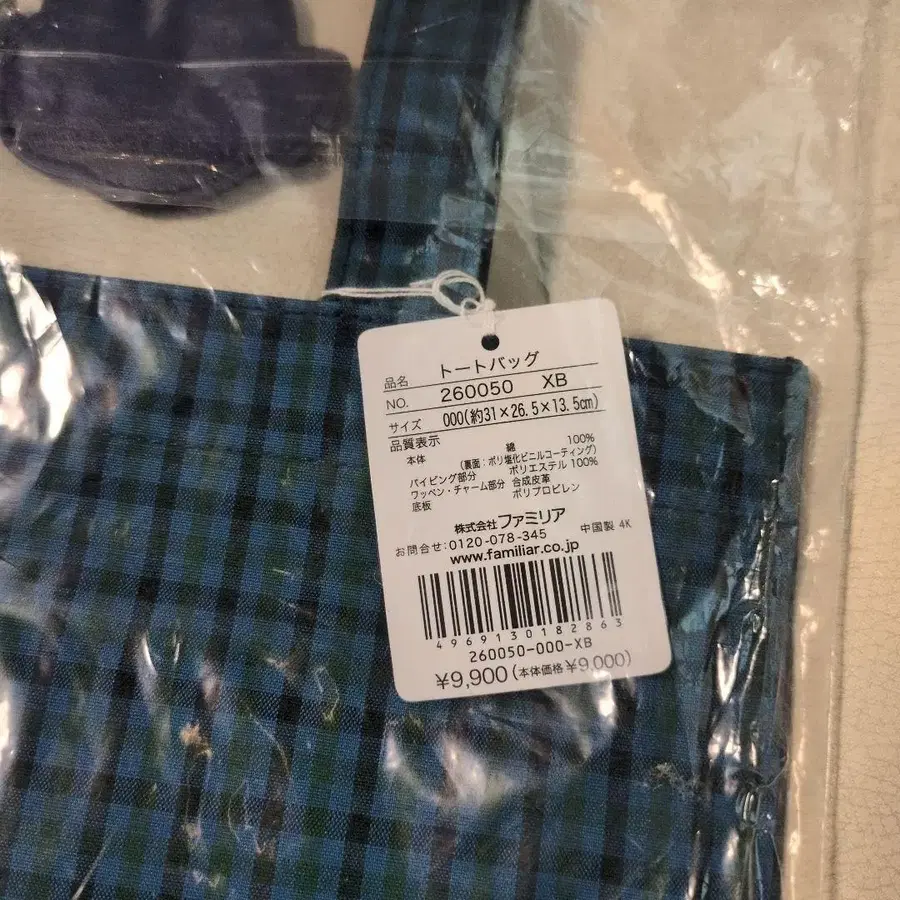 品名 トートバッグ
NO. 260050 XB
サイズ 000(約31×26.5×13.5cm)
品質表示
本体 綿 100%
(裏面:ポリ塩化ビニルコーティング)
パイピング部分 ポリエステル 100%
ワッペン・チャーム部分 合成皮革
底板 ポリプロピレン
株式会社ファミリア
お問合せ:0120-078-345 中国製 4K
www.familiar.co.jp
4969130182863
260050-000-XB
¥9,900(本体価格¥9,000)